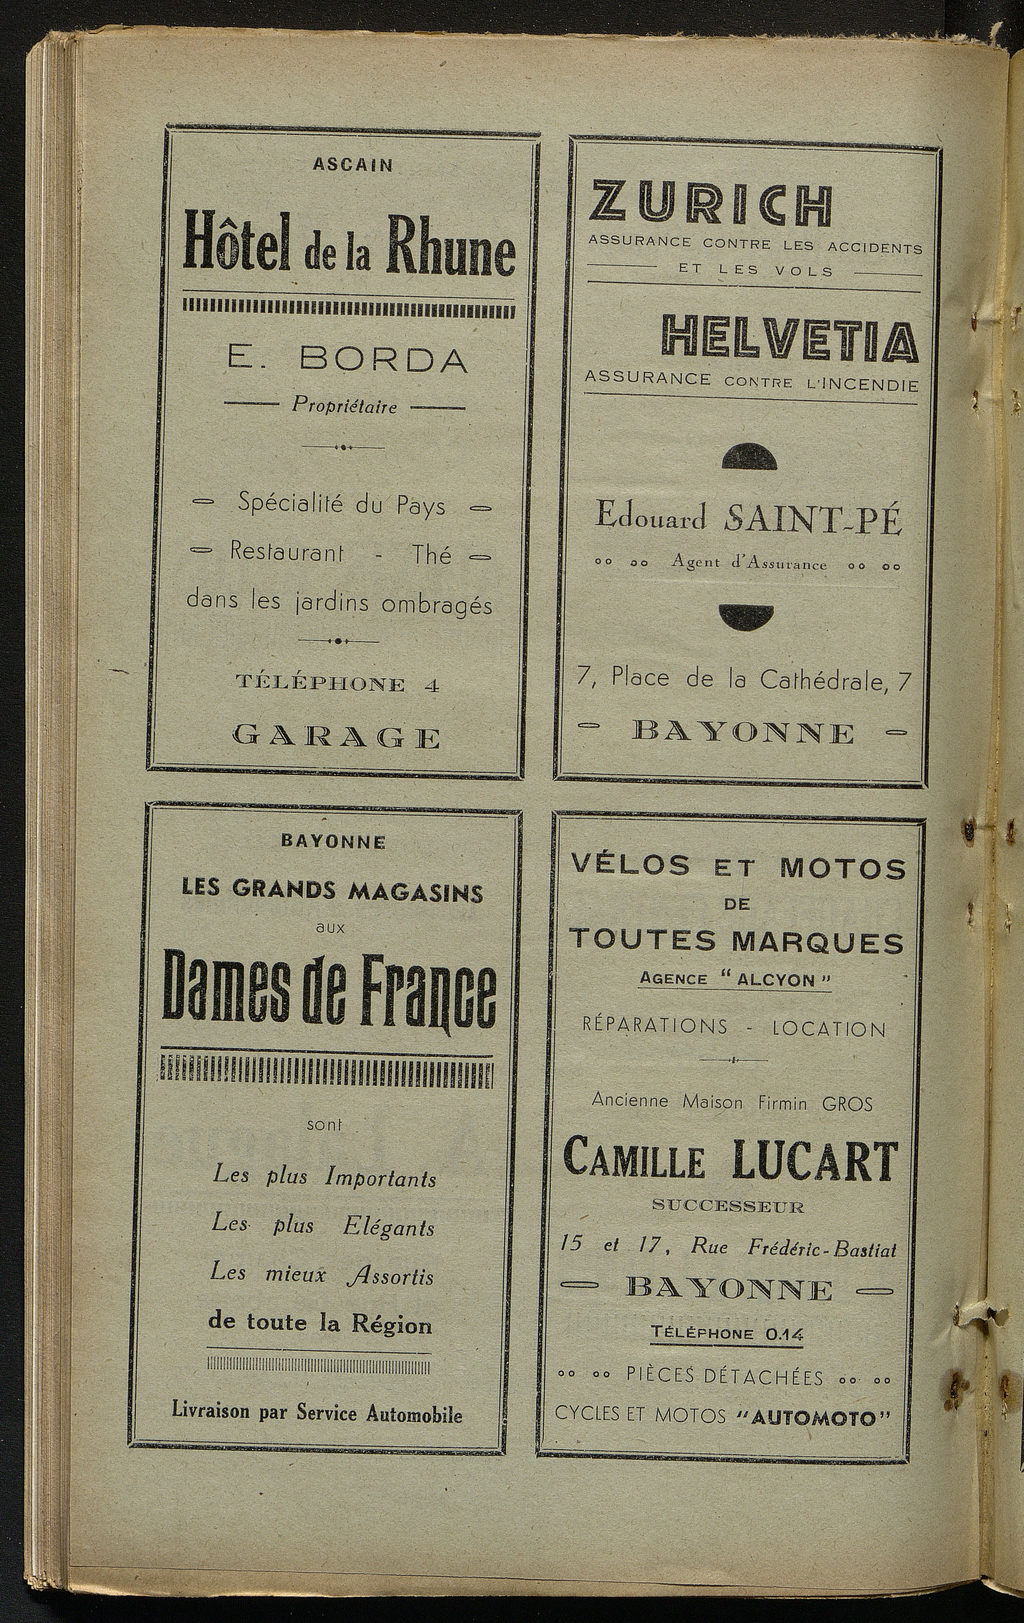 ASCAIN
Hôtel de la Rhune
E. BORDA
Propriétaire
Spécialité du Pays
Restaurant - Thé
dans les jardins ombragés
TÉLÉPHONE 4
GARAGE
ZURICH
ASSURANCE CONTRE LES ACCIDENTS
ET LES VOLS
HELVETIA
ASSURANCE CONTRE L'INCENDIE
Edouard SAINT-PÉ
Agent d'Assurance
7, Place de la Cathédrale, 7
BAYONNE
BAYONNE
LES GRANDS MAGASINS
aux
Dames de France
sont
Les plus Importants
Les plus Elégants
Les mieux Assortis
de toute la Région
Livraison par Service Automobile
VÉLOS ET MOTOS
DE
TOUTES MARQUES
AGENCE "ALCYON"
RÉPARATIONS - LOCATION
Ancienne Maison Firmin GROS
CAMILLE LUCART
SUCCESSEUR
15 et 17, Rue Frédéric-Bastiat
BAYONNE
TÉLÉPHONE 0.14
PIÈCES DÉTACHÉES
CYCLES ET MOTOS "AUTOMOTO"